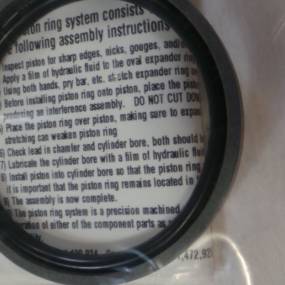 ton ring system consists
following assembly instructions
Inspect piston for sharp edges, nicks, gouges, and/o
Apply a film of hydraulic fluid to the oval expander
Using both hands, pry bar, etc. stretch expander ring
Before installing piston ring onto piston, place the pisto
an interference assembly. DO NOT CUT DOW
Place the piston ring over piston, making sure to expa
stretching can weaken piston ring
Check lead in chamfer and cylinder bore, both should b
7) Lubricate the cylinder bore with a film of hydraulic flui
Install piston into cylinder bore so that the piston ring
It is important that the piston ring remains located in
The assembly is now complete.
The piston ring system is a precision machined
of either of the component parts
,472,92